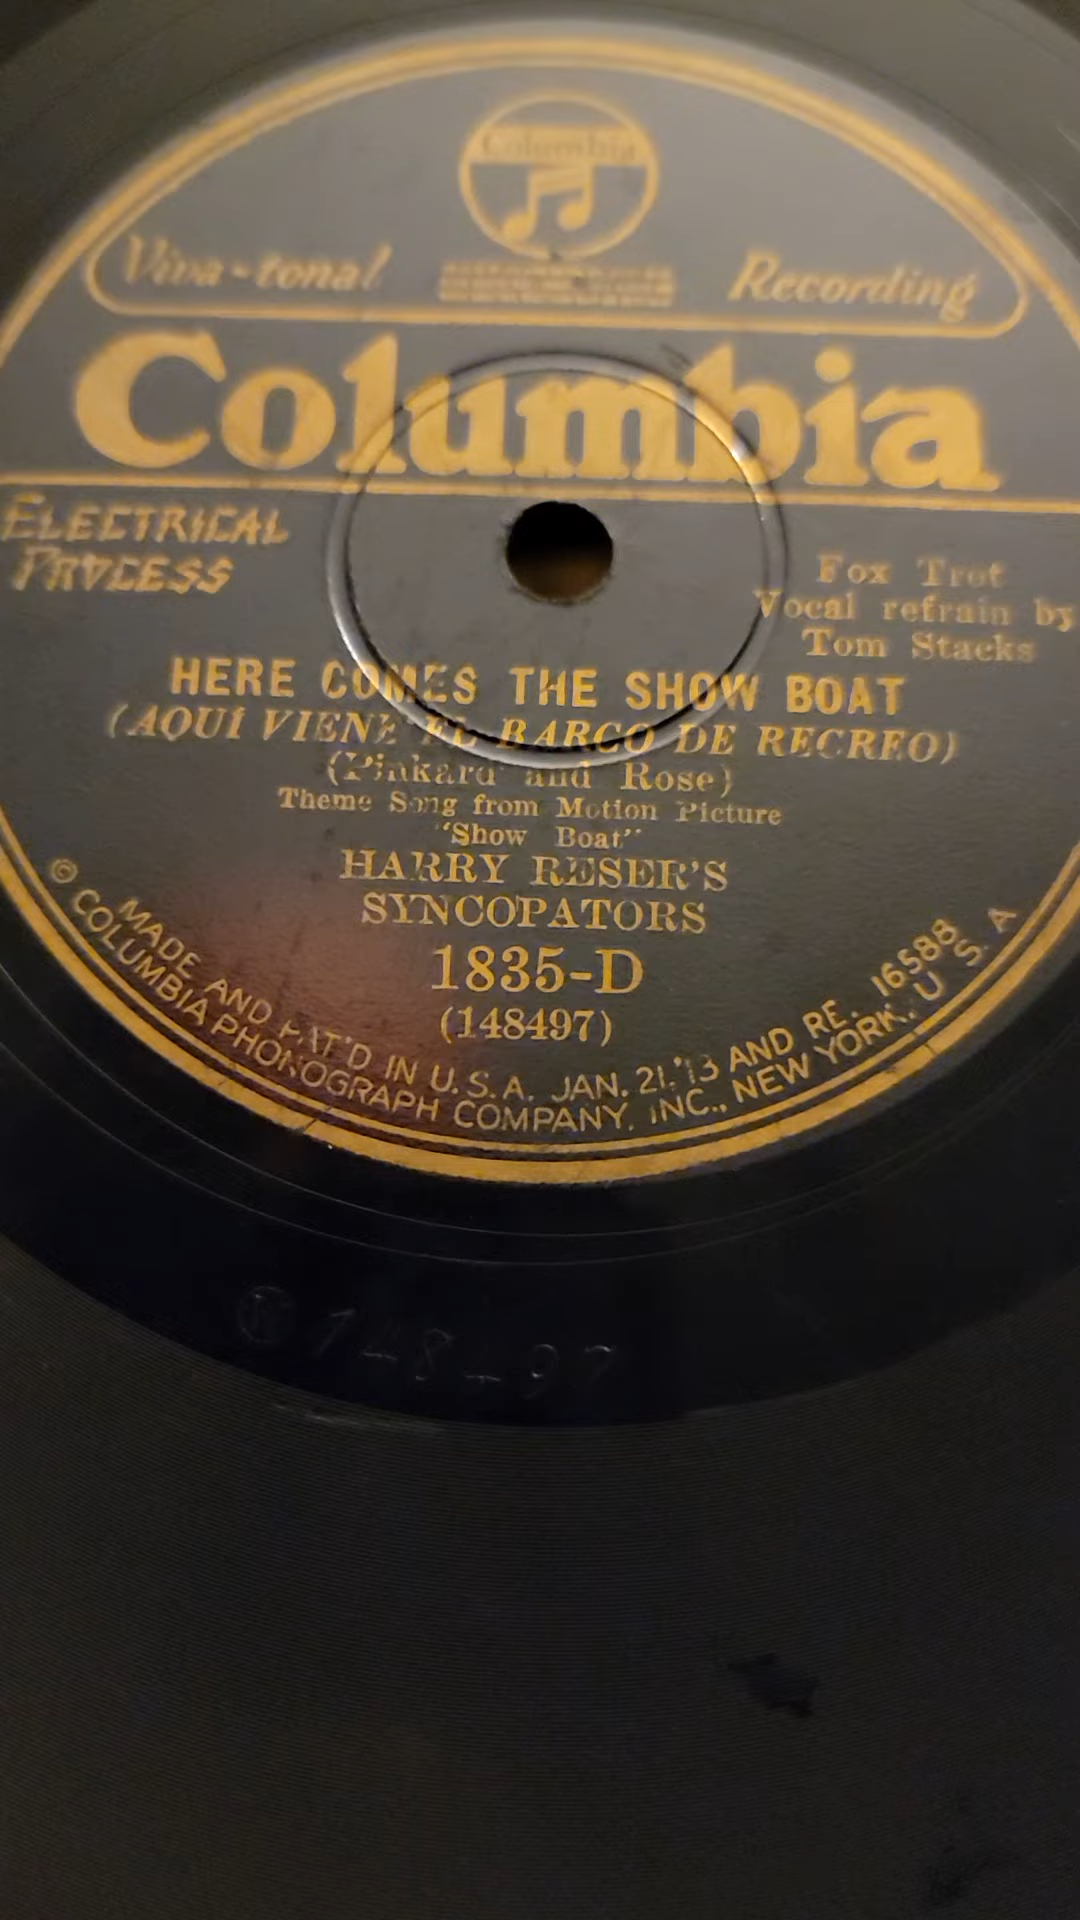 Columbia
Viva-tonal Recording
Columbia
ELECTRICAL
PROCESS
Fox Trot
Vocal refrain by
Tom Stacks
HERE COMES THE SHOW BOAT
(AQUÍ VIENE EL BARCO DE RECREO)
(Pinkard and Rose)
Theme Song from Motion Picture
"Show Boat"
HARRY RESER'S
SYNCOPATORS
1835-D
(148497)
MADE AND PAT'D IN U.S.A. JAN. 21.'13 AND RE. 16588
© COLUMBIA PHONOGRAPH COMPANY, INC., NEW YORK. U S. A